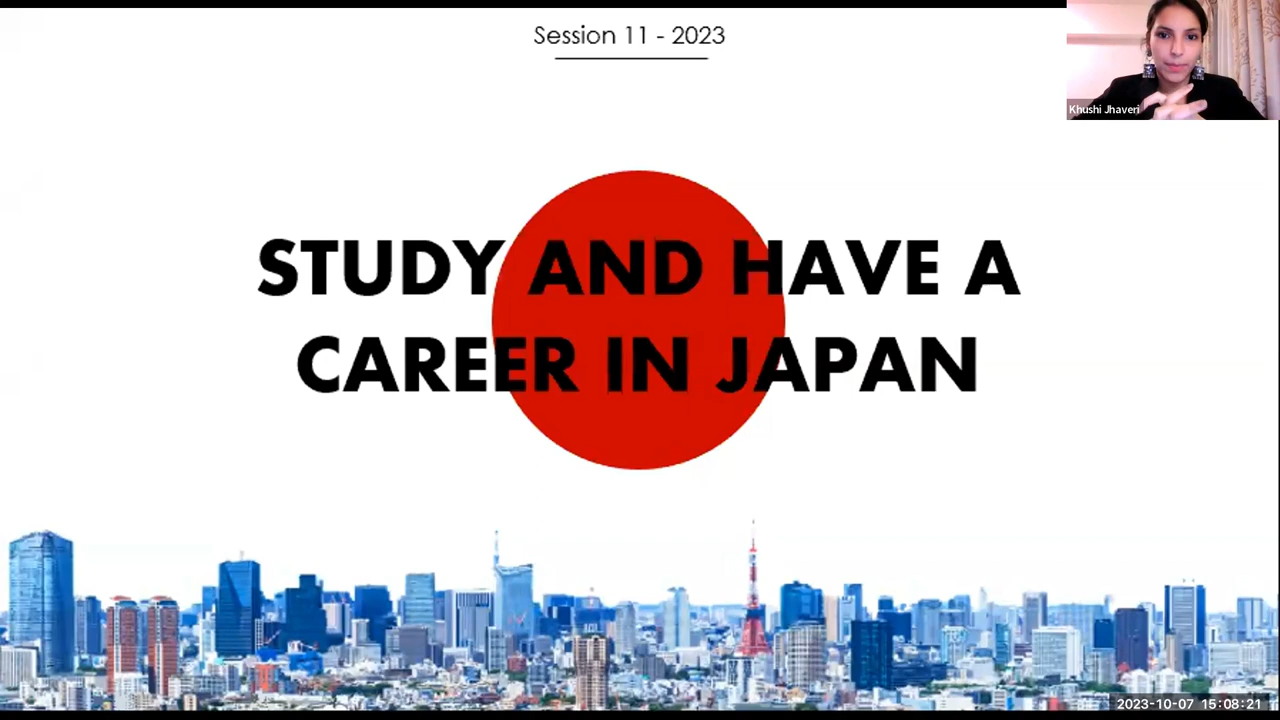 Session 11 - 2023
Khushi Jhaveri
STUDY AND HAVE A
CAREER IN JAPAN
2023-10-07 15:08:21